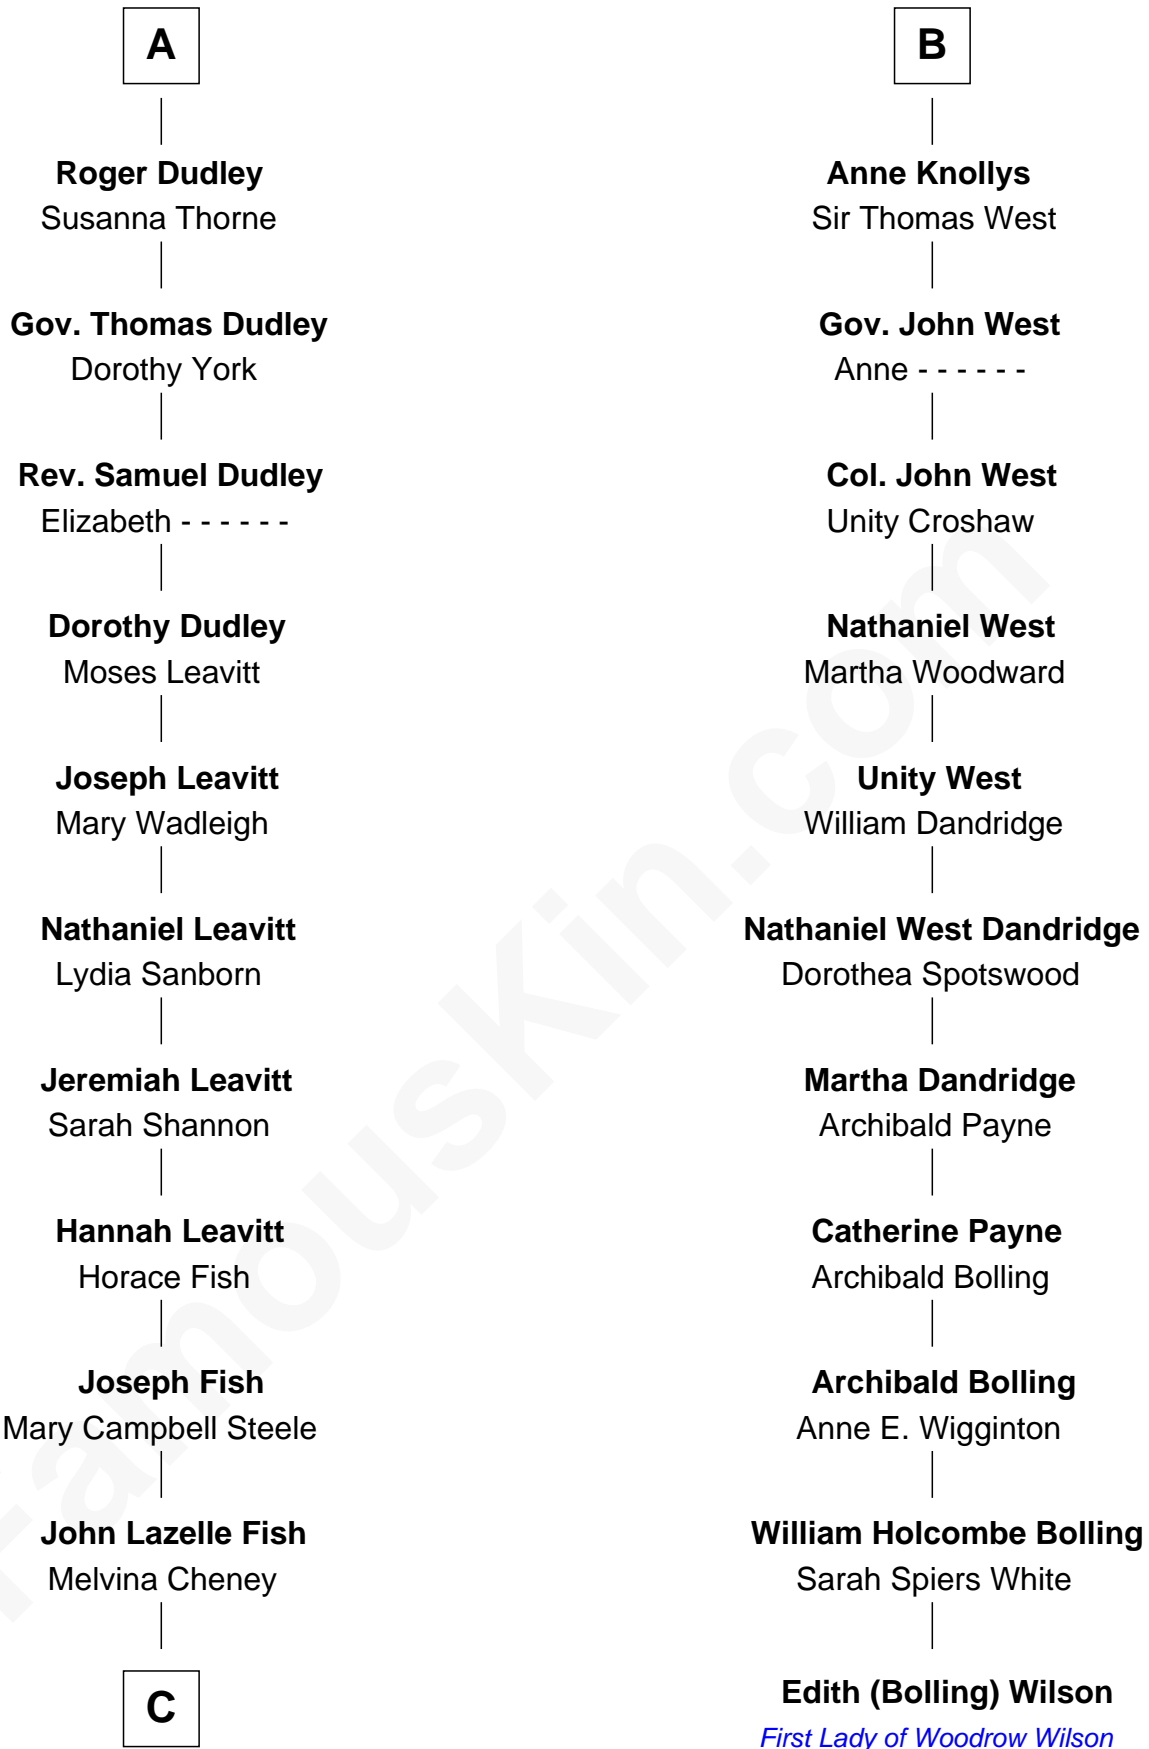 A
Roger Dudley
Susanna Thorne
Gov. Thomas Dudley
Dorothy York
Rev. Samuel Dudley
Elizabeth - - - - - -
Dorothy Dudley
Moses Leavitt
Joseph Leavitt
Mary Wadleigh
Nathaniel Leavitt
Lydia Sanborn
Jeremiah Leavitt
Sarah Shannon
Hannah Leavitt
Horace Fish
Joseph Fish
Mary Campbell Steele
John Lazelle Fish
Melvina Cheney
C
B
Anne Knollys
Sir Thomas West
Gov. John West
Anne - - - - - -
Col. John West
Unity Croshaw
Nathaniel West
Martha Woodward
Unity West
William Dandridge
Nathaniel West Dandridge
Dorothea Spotswood
Martha Dandridge
Archibald Payne
Catherine Payne
Archibald Bolling
Archibald Bolling
Anne E. Wigginton
William Holcombe Bolling
Sarah Spiers White
Edith (Bolling) Wilson
First Lady of Woodrow Wilson
FamousKin.com